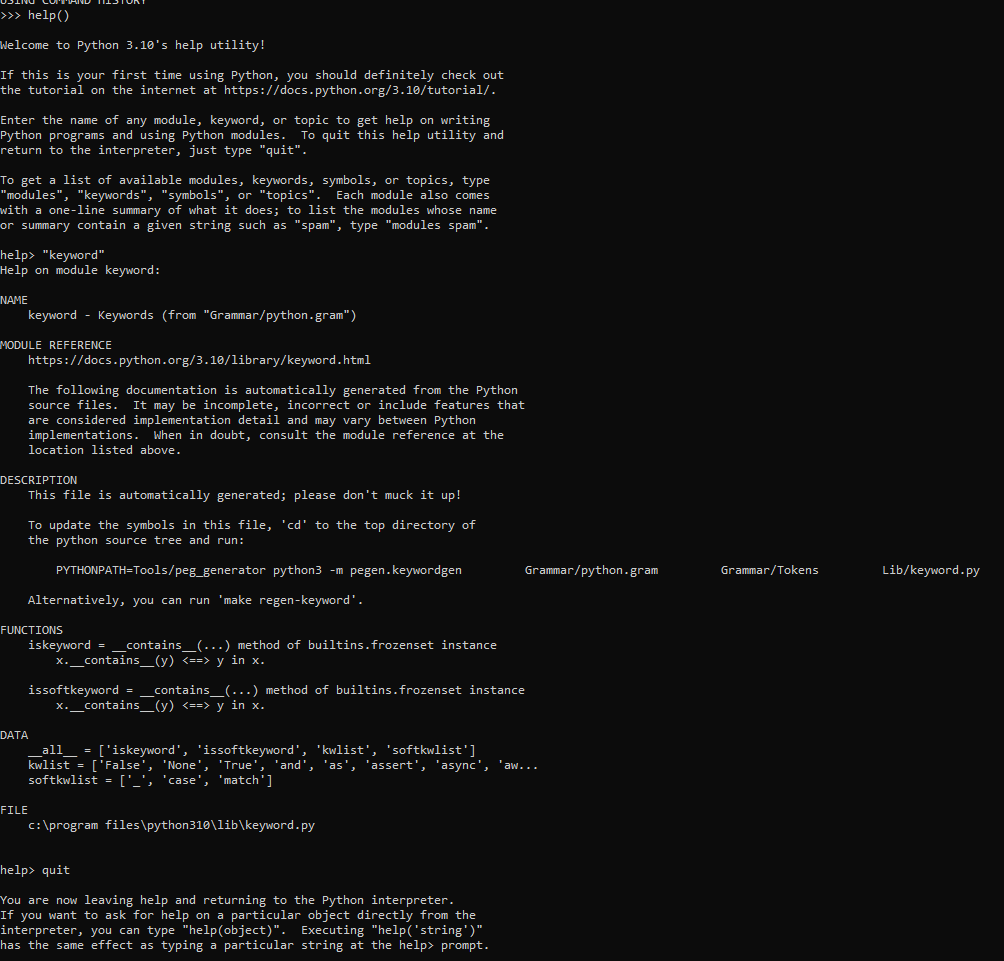 USING COMMAND HISTORY
>>> help()

Welcome to Python 3.10's help utility!

If this is your first time using Python, you should definitely check out
the tutorial on the internet at https://docs.python.org/3.10/tutorial/.

Enter the name of any module, keyword, or topic to get help on writing
Python programs and using Python modules.  To quit this help utility and
return to the interpreter, just type "quit".

To get a list of available modules, keywords, symbols, or topics, type
"modules", "keywords", "symbols", or "topics".  Each module also comes
with a one-line summary of what it does; to list the modules whose name
or summary contain a given string such as "spam", type "modules spam".

help> "keyword"
Help on module keyword:

NAME
    keyword - Keywords (from "Grammar/python.gram")

MODULE REFERENCE
    https://docs.python.org/3.10/library/keyword.html

    The following documentation is automatically generated from the Python
    source files.  It may be incomplete, incorrect or include features that
    are considered implementation detail and may vary between Python
    implementations.  When in doubt, consult the module reference at the
    location listed above.

DESCRIPTION
    This file is automatically generated; please don't muck it up!

    To update the symbols in this file, 'cd' to the top directory of
    the python source tree and run:

        PYTHONPATH=Tools/peg_generator python3 -m pegen.keywordgen         Grammar/python.gram         Grammar/Tokens         Lib/keyword.py

    Alternatively, you can run 'make regen-keyword'.

FUNCTIONS
    iskeyword = __contains__(...) method of builtins.frozenset instance
        x.__contains__(y) <==> y in x.

    issoftkeyword = __contains__(...) method of builtins.frozenset instance
        x.__contains__(y) <==> y in x.

DATA
    __all__ = ['iskeyword', 'issoftkeyword', 'kwlist', 'softkwlist']
    kwlist = ['False', 'None', 'True', 'and', 'as', 'assert', 'async', 'aw...
    softkwlist = ['_', 'case', 'match']

FILE
    c:\program files\python310\lib\keyword.py


help> quit

You are now leaving help and returning to the Python interpreter.
If you want to ask for help on a particular object directly from the
interpreter, you can type "help(object)".  Executing "help('string')"
has the same effect as typing a particular string at the help> prompt.